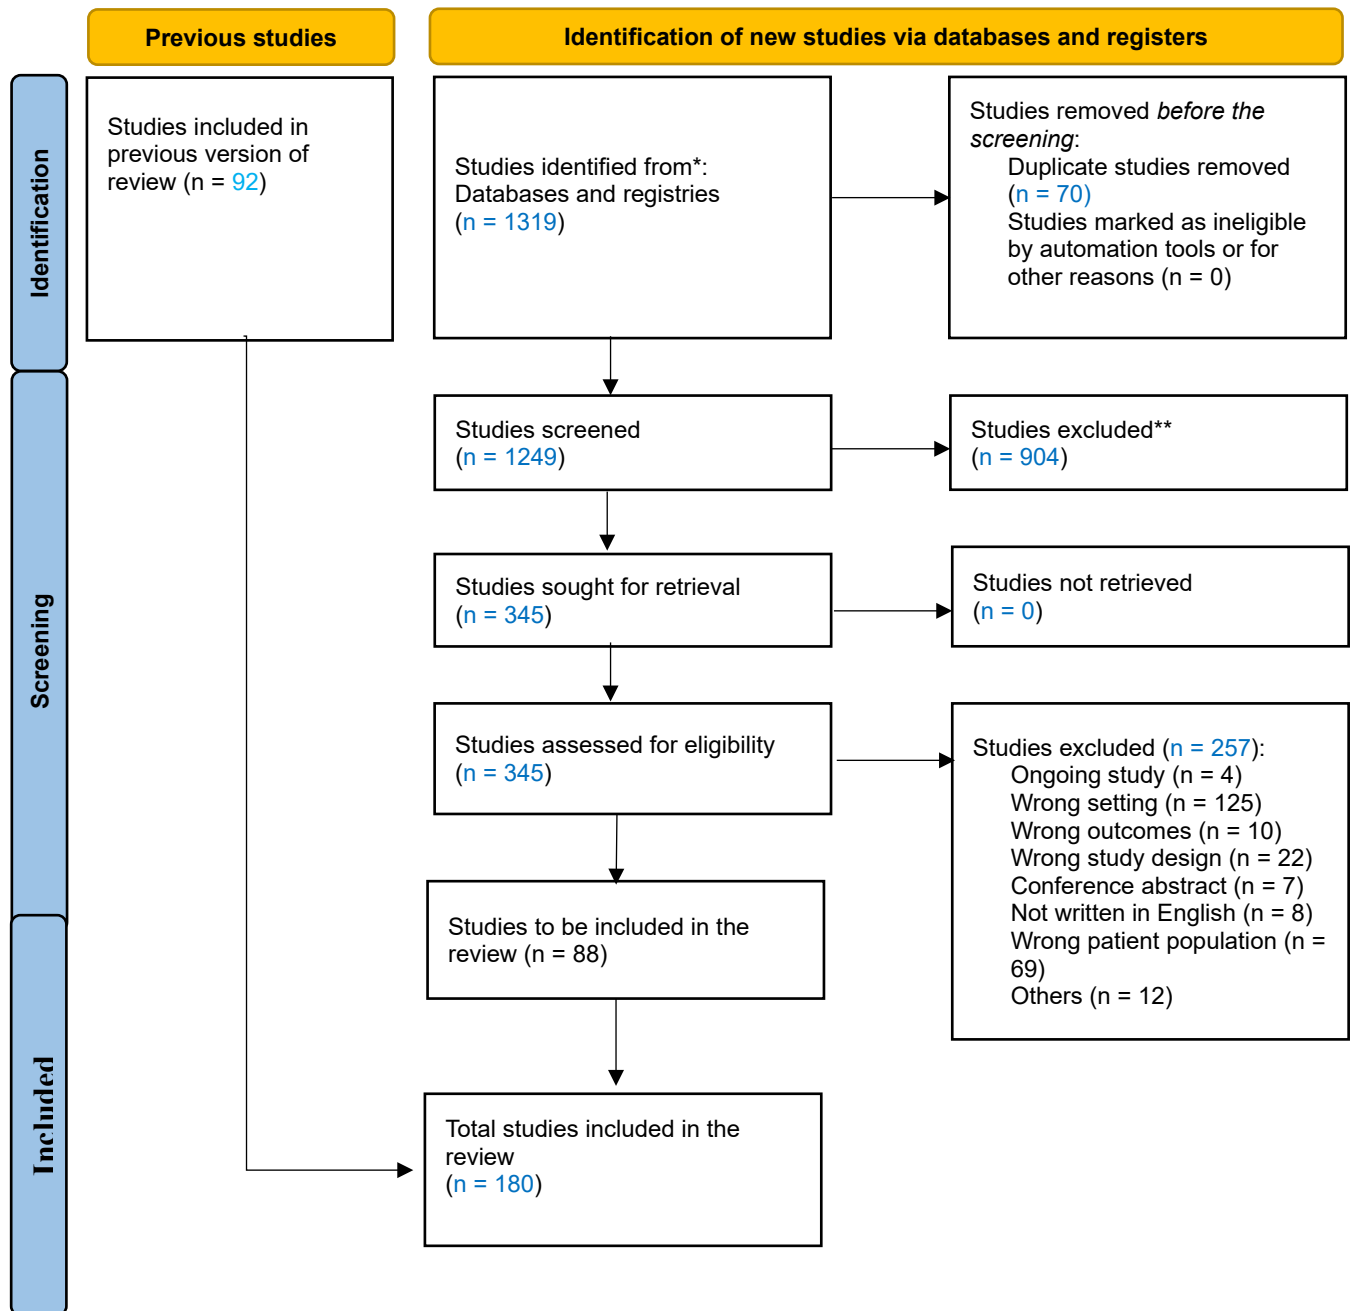 Previous studies
Identification of new studies via databases and registers
Identification
Studies included in
previous version of
review (n = 92)
Studies identified from*:
Databases and registries
(n = 1319)
Studies removed before the
screening:
Duplicate studies removed
(n = 70)
Studies marked as ineligible
by automation tools or for
other reasons (n = 0)
Screening
Studies screened
(n = 1249)
Studies excluded**
(n = 904)
Studies sought for retrieval
(n = 345)
Studies not retrieved
(n = 0)
Studies assessed for eligibility
(n = 345)
Studies excluded (n = 257):
Ongoing study (n = 4)
Wrong setting (n = 125)
Wrong outcomes (n = 10)
Wrong study design (n = 22)
Conference abstract (n = 7)
Not written in English (n = 8)
Wrong patient population (n =
69)
Others (n = 12)
Studies to be included in the
review (n = 88)
Included
Total studies included in the
review
(n = 180)